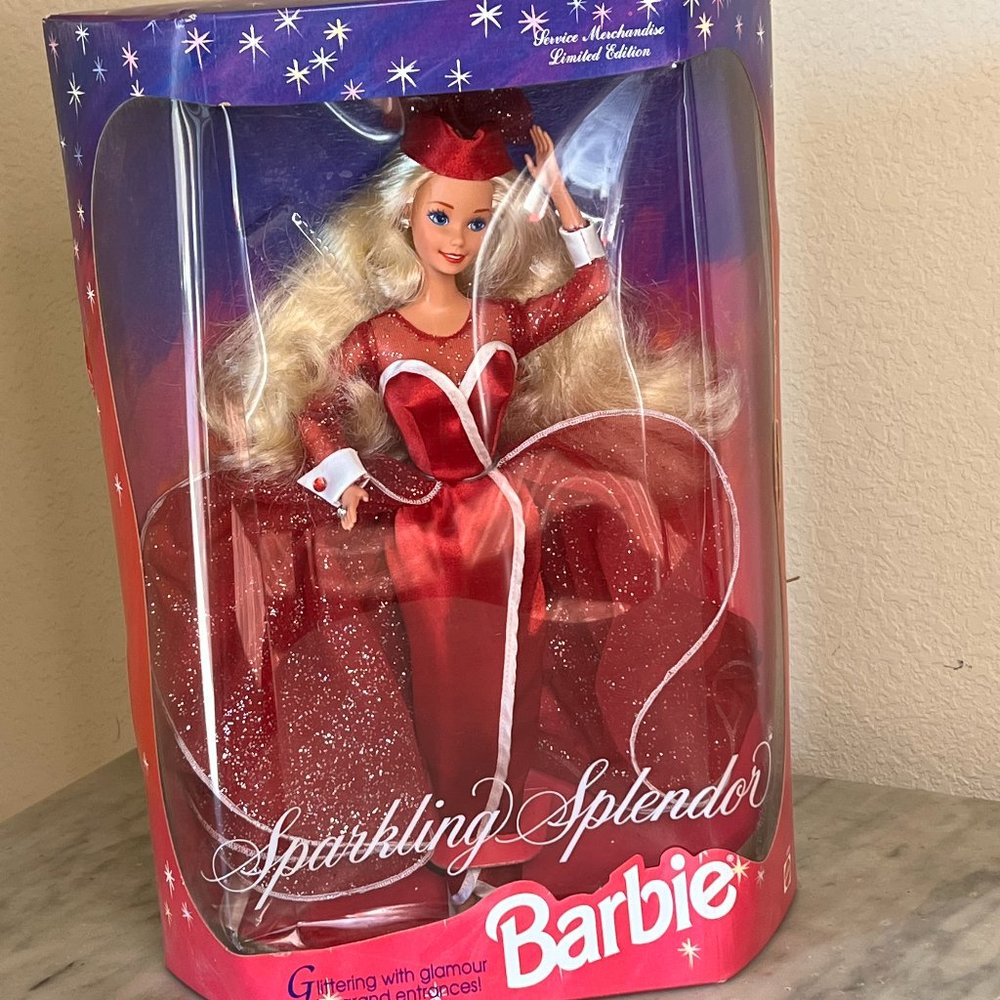 Service Merchandise
Limited Edition
Sparkling Splendor
Barbie®
Glittering with glamour
grand entrances!